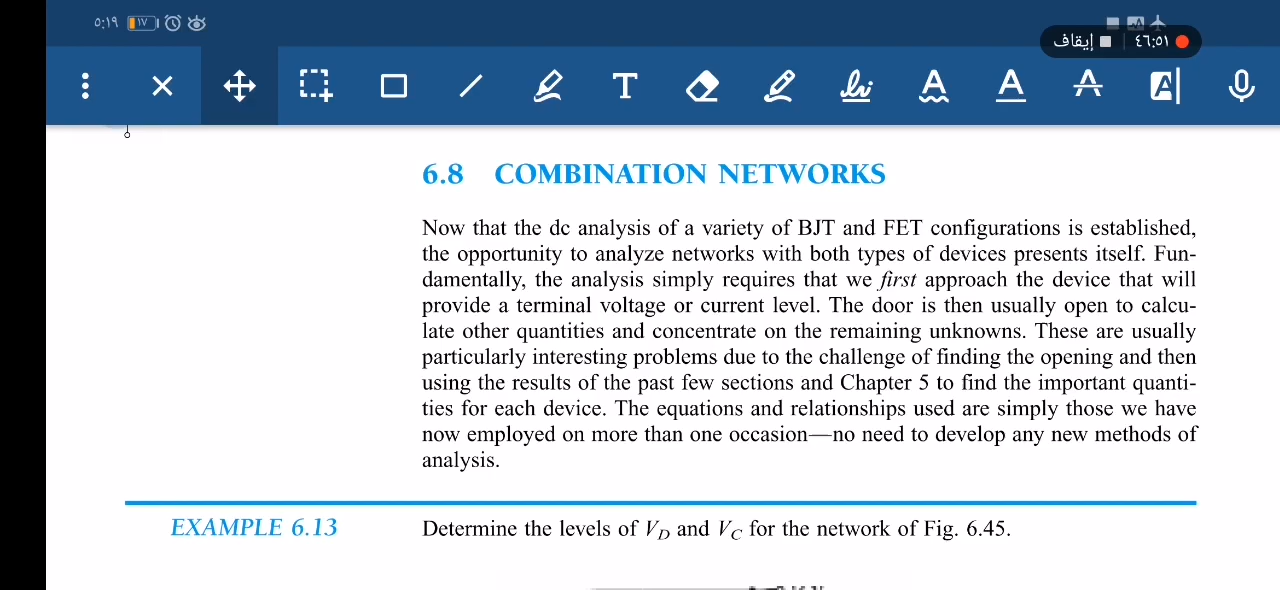 ٥:١٩ ١٧
إيقاف ٤٦:٥١
6.8 COMBINATION NETWORKS
Now that the dc analysis of a variety of BJT and FET configurations is established,
the opportunity to analyze networks with both types of devices presents itself. Fun-
damentally, the analysis simply requires that we first approach the device that will
provide a terminal voltage or current level. The door is then usually open to calcu-
late other quantities and concentrate on the remaining unknowns. These are usually
particularly interesting problems due to the challenge of finding the opening and then
using the results of the past few sections and Chapter 5 to find the important quanti-
ties for each device. The equations and relationships used are simply those we have
now employed on more than one occasion—no need to develop any new methods of
analysis.
EXAMPLE 6.13 Determine the levels of V_D and V_C for the network of Fig. 6.45.